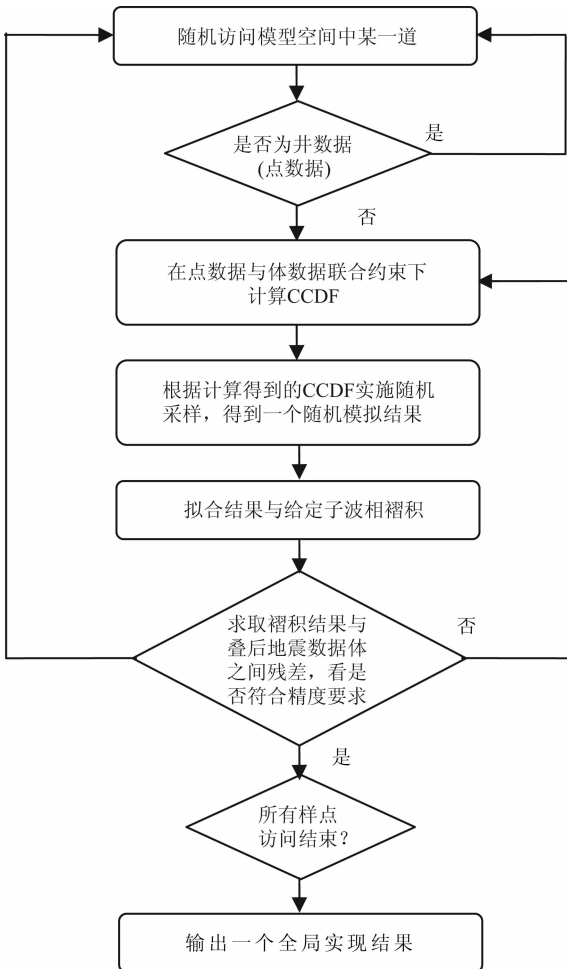 随机访问模型空间中某一道
是否为井数据
(点数据)
是
否
在点数据与体数据联合约束下
计算CCDF
根据计算得到的CCDF实施随机
采样，得到一个随机模拟结果
拟合结果与给定子波相褶积
求取褶积结果与
叠后地震数据体
之间残差，看是
否符合精度要求
否
是
所有样点
访问结束？
输出一个全局实现结果